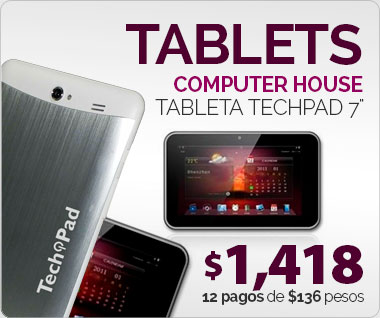 TABLETS
COMPUTER HOUSE
TABLETA TECHPAD 7"
TechPad
$1,418
12 pagos de $136 pesos